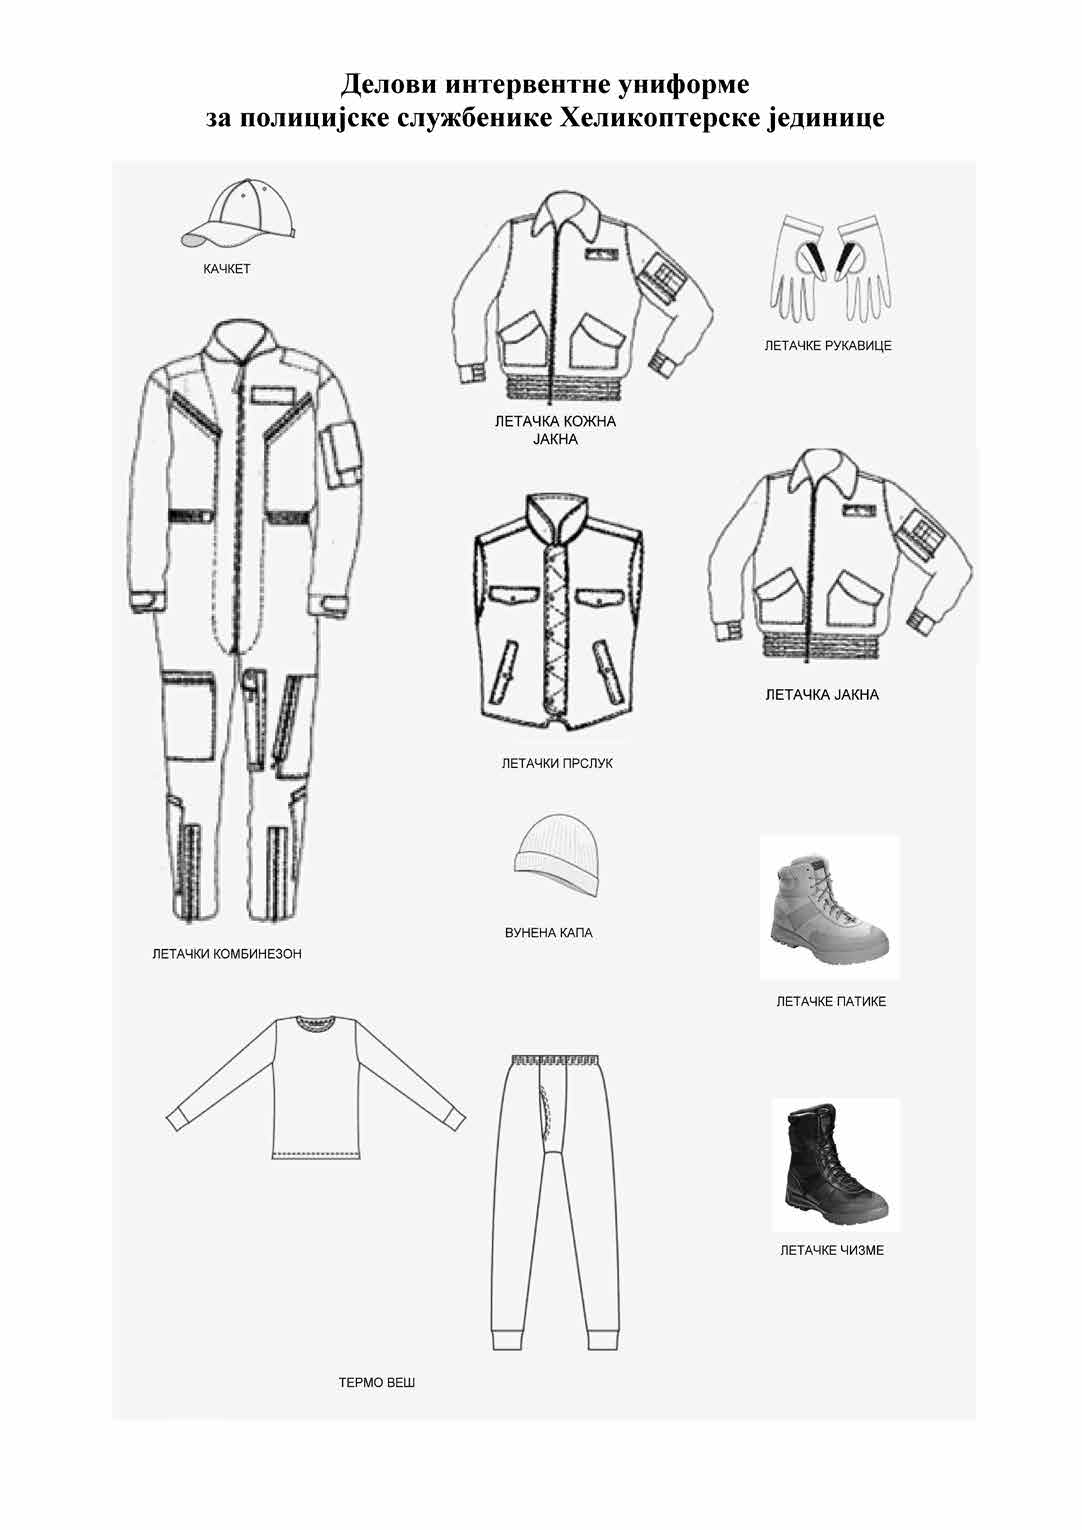 Делови интервентне униформе
за полицијске службенике Хеликоптерске јединице
КАЧКЕТ
ЛЕТАЧКЕ РУКАВИЦЕ
ЛЕТАЧКА КОЖНА
ЈАКНА
ЛЕТАЧКА ЈАКНА
ЛЕТАЧКИ ПРСЛУК
ВУНЕНА КАПА
ЛЕТАЧКИ КОМБИНЕЗОН
ЛЕТАЧКЕ ПАТИКЕ
ЛЕТАЧКЕ ЧИЗМЕ
ТЕРМО ВЕШ